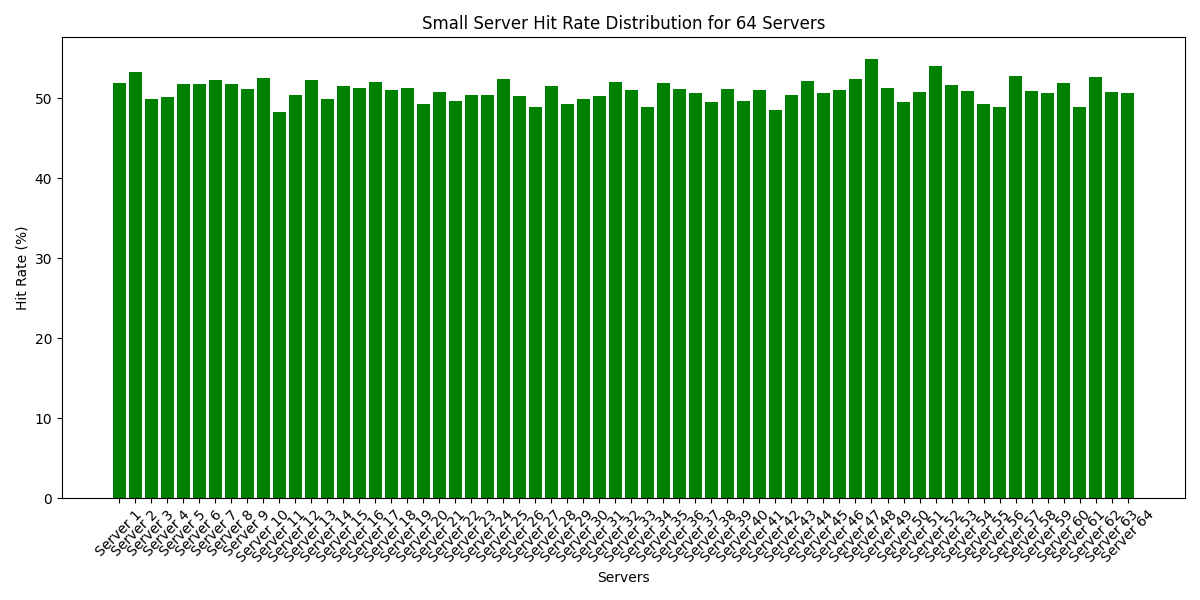 Small Server Hit Rate Distribution for 64 Servers
Hit Rate (%)
50
40
30
20
10
0
Server 1
Server 2
Server 3
Server 4
Server 5
Server 6
Server 7
Server 8
Server 9
Server 10
Server 11
Server 12
Server 13
Server 14
Server 15
Server 16
Server 17
Server 18
Server 19
Server 20
Server 21
Server 22
Server 23
Server 24
Server 25
Server 26
Server 27
Server 28
Server 29
Server 30
Server 31
Server 32
Server 33
Server 34
Server 35
Server 36
Server 37
Server 38
Server 39
Server 40
Server 41
Server 42
Server 43
Server 44
Server 45
Server 46
Server 47
Server 48
Server 49
Server 50
Server 51
Server 52
Server 53
Server 54
Server 55
Server 56
Server 57
Server 58
Server 59
Server 60
Server 61
Server 62
Server 63
Server 64
Servers